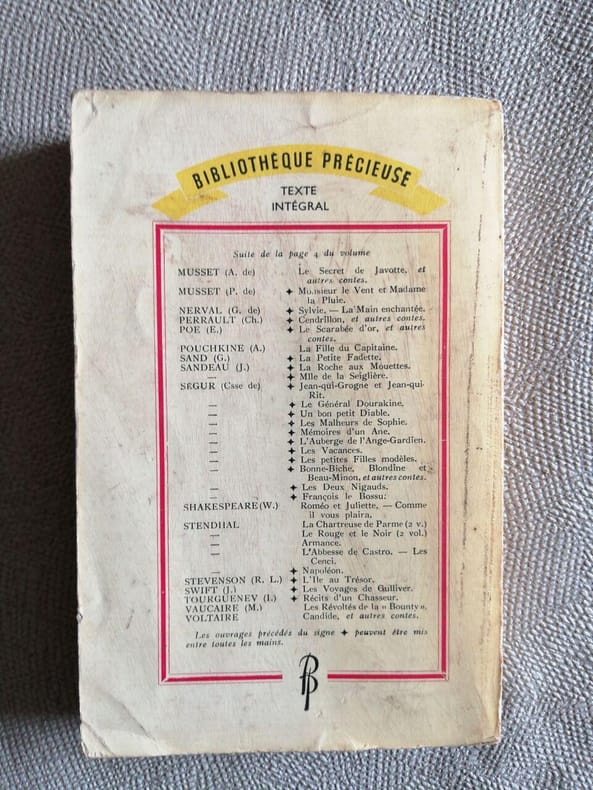 BIBLIOTHÈQUE PRÉCIEUSE
TEXTE
INTÉGRAL
Suite de la page 4 du volume
MUSSET (A. de) Le Secret de Javotte, et
autres contes.
MUSSET (P. de) ✦ Monsieur le Vent et Madame
la Pluie.
NERVAL (G. de) ✦ Sylvie. — La Main enchantée.
PERRAULT (Ch.) ✦ Cendrillon, et autres contes.
POE (E.) ✦ Le Scarabée d'or, et autres
contes.
POUCHKINE (A.) La Fille du Capitaine.
SAND (G.) ✦ La Petite Fadette.
SANDEAU (J.) ✦ La Roche aux Mouettes.
— ✦ Mlle de la Seiglière.
SÉGUR (Csse de) ✦ Jean-qui-Grogne et Jean-qui-
Rit.
— ✦ Le Général Dourakine.
— ✦ Un bon petit Diable.
— ✦ Les Malheurs de Sophie.
— ✦ Mémoires d'un Ane.
— ✦ L'Auberge de l'Ange-Gardien.
— ✦ Les Vacances.
— ✦ Les petites Filles modèles.
— ✦ Bonne-Biche, Blondine et
Beau-Minon, et autres contes.
— ✦ Les Deux Nigauds.
— ✦ François le Bossu.
SHAKESPEARE (W.) Roméo et Juliette. — Comme
il vous plaira.
STENDHAL La Chartreuse de Parme (2 v.)
— Le Rouge et le Noir (2 vol.)
— Armance.
— L'Abbesse de Castro. — Les
Cenci.
— ✦ Napoléon.
STEVENSON (R. L.) ✦ L'Ile au Trésor.
SWIFT (J.) ✦ Les Voyages de Gulliver.
TOURGUENEV (I.) ✦ Récits d'un Chasseur.
VAUCAIRE (M.) Les Révoltés de la « Bounty ».
VOLTAIRE Candide, et autres contes.
Les ouvrages précédés du signe ✦ peuvent être mis
entre toutes les mains.
BP